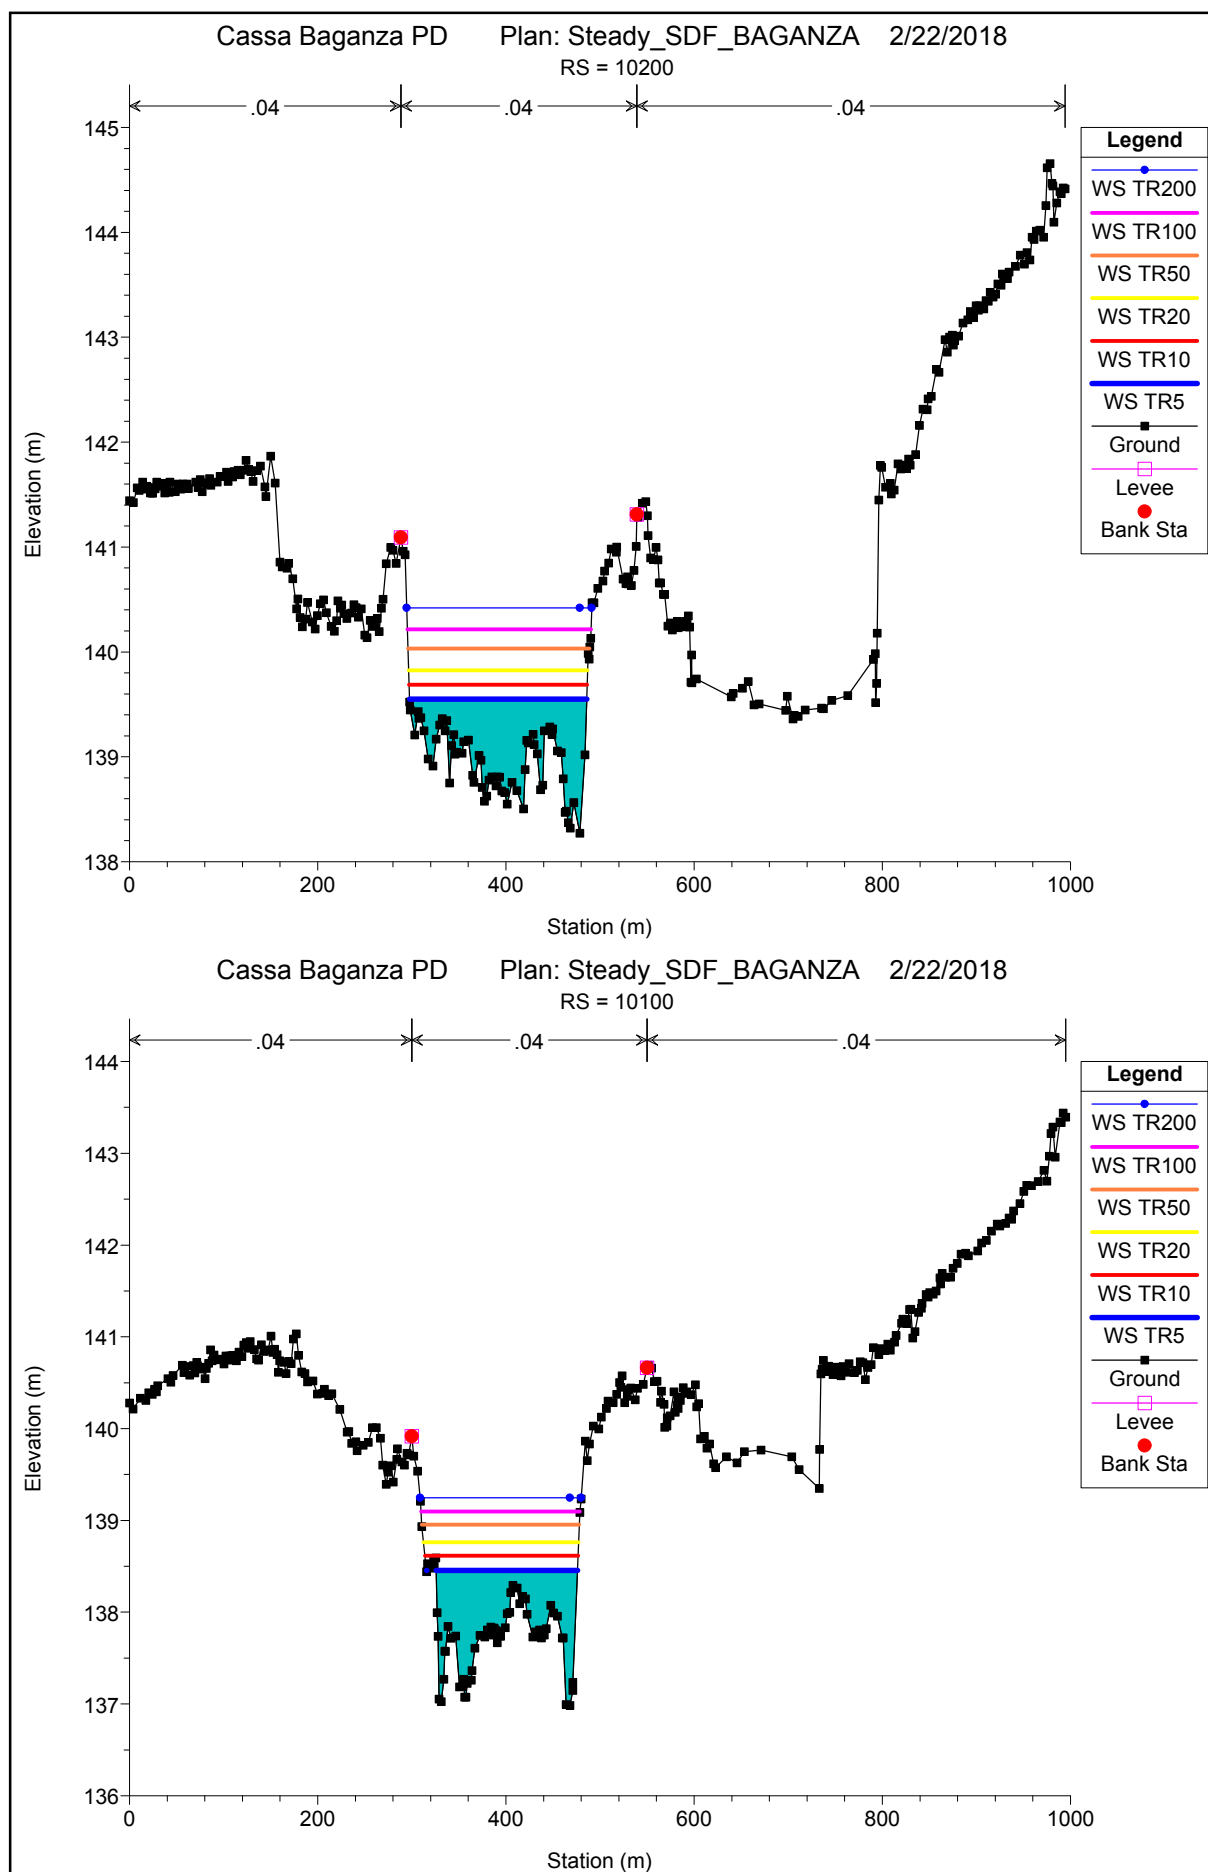 Cassa Baganza PD Plan: Steady_SDF_BAGANZA 2/22/2018
RS = 10200
.04 .04 .04
145
144
143
142
141
140
139
138
Elevation (m)
0 200 400 600 800 1000
Station (m)
Legend
WS TR200
WS TR100
WS TR50
WS TR20
WS TR10
WS TR5
Ground
Levee
Bank Sta
Cassa Baganza PD Plan: Steady_SDF_BAGANZA 2/22/2018
RS = 10100
.04 .04 .04
144
143
142
141
140
139
138
137
136
Elevation (m)
0 200 400 600 800 1000
Station (m)
Legend
WS TR200
WS TR100
WS TR50
WS TR20
WS TR10
WS TR5
Ground
Levee
Bank Sta